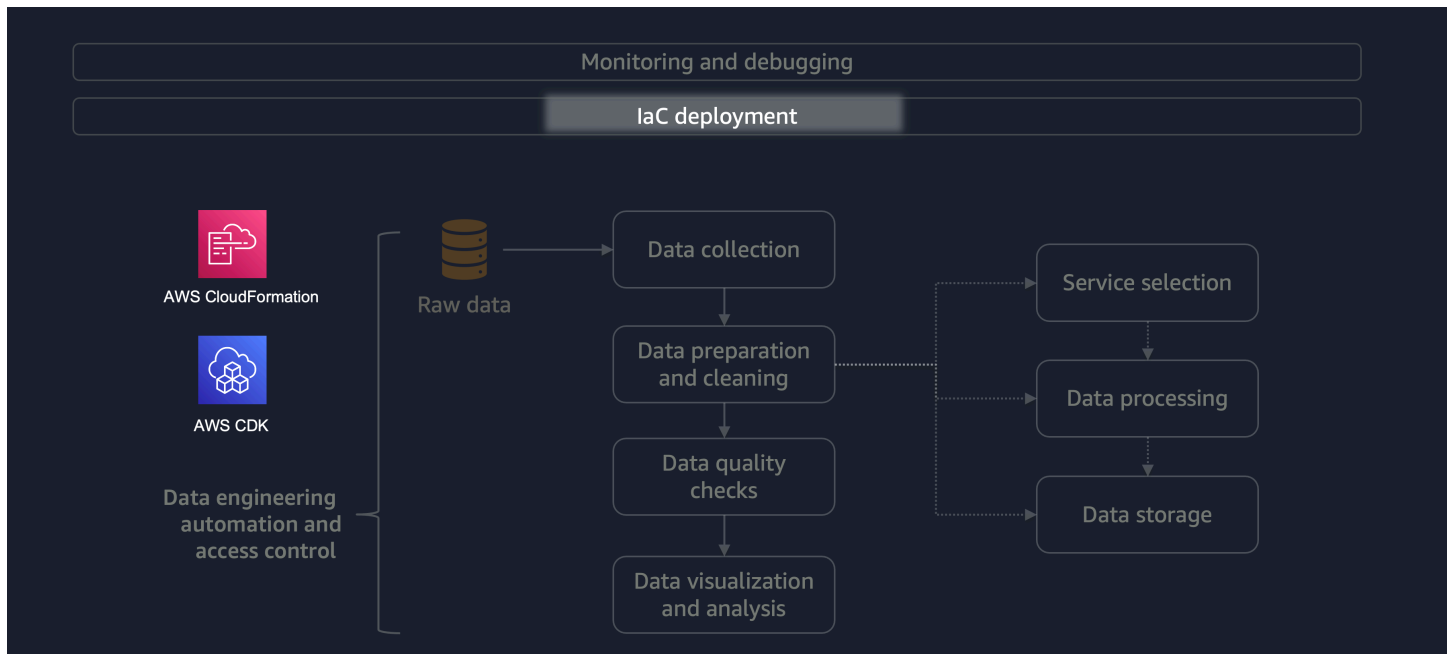 Monitoring and debugging
IaC deployment
AWS CloudFormation
AWS CDK
Data engineering
automation and
access control
Raw data
Data collection
Data preparation
and cleaning
Data quality
checks
Data visualization
and analysis
Service selection
Data processing
Data storage